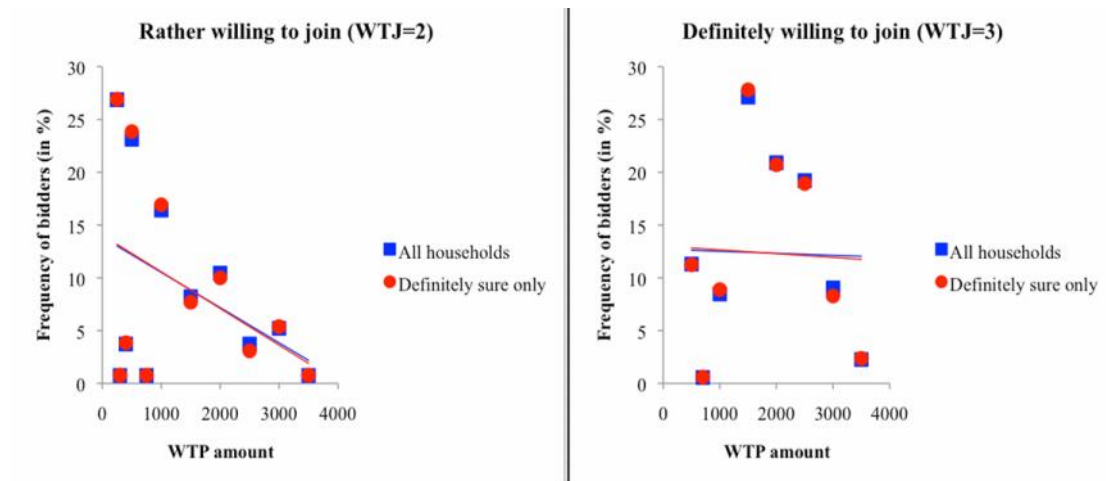 Rather willing to join (WTJ=2)
30
25
20
15
10
5
0
Frequency of bidders (in %)
0 1000 2000 3000 4000
WTP amount
All households
Definitely sure only
Definitely willing to join (WTJ=3)
30
25
20
15
10
5
0
Frequency of bidders (in %)
0 1000 2000 3000 4000
WTP amount
All households
Definitely sure only